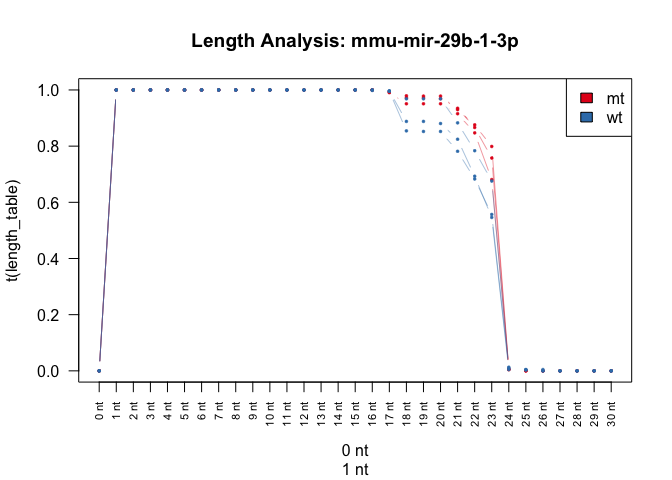 Length Analysis: mmu-mir-29b-1-3p
mt
wt
t(length_table)
1.0
0.8
0.6
0.4
0.2
0.0
0 nt
1 nt
2 nt
3 nt
4 nt
5 nt
6 nt
7 nt
8 nt
9 nt
10 nt
11 nt
12 nt
13 nt
14 nt
15 nt
16 nt
17 nt
18 nt
19 nt
20 nt
21 nt
22 nt
23 nt
24 nt
25 nt
26 nt
27 nt
28 nt
29 nt
30 nt
0 nt
1 nt